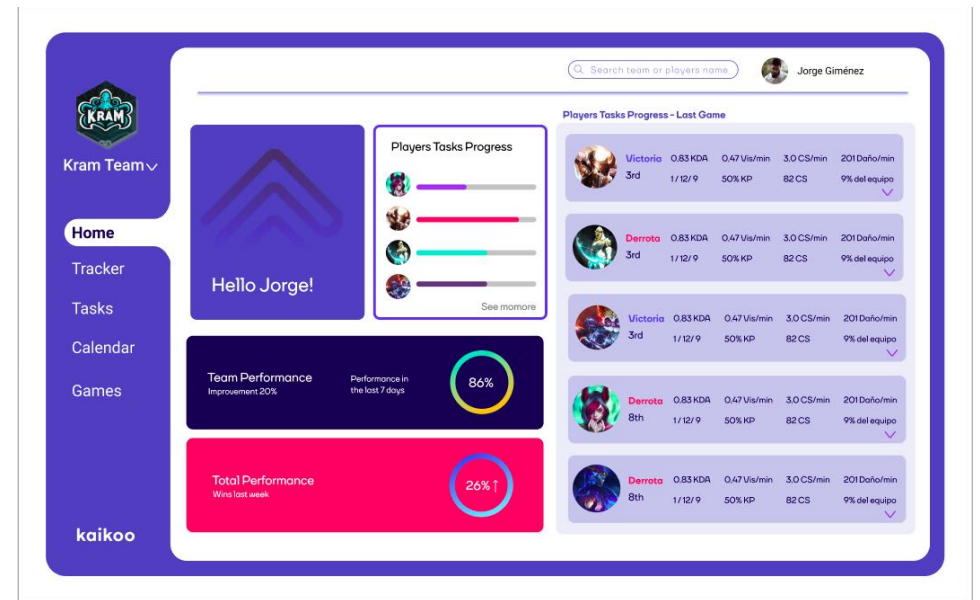 Search team or players name
Jorge Giménez
KRAM
Kram Team
Home
Tracker
Tasks
Calendar
Games
kaikoo
Hello Jorge!
Players Tasks Progress
See momore
Team Performance
Improvement 20%
Performance in
the last 7 days
86%
Total Performance
Wins last week
26%↑
Players Tasks Progress - Last Game
Victoria 0.83 KDA 0,47 Vis/min 3.0 CS/min 201 Daño/min
3rd 1/12/9 50% KP 82 CS 9% del equipo
Derrota 0.83 KDA 0,47 Vis/min 3.0 CS/min 201 Daño/min
3rd 1/12/9 50% KP 82 CS 9% del equipo
Victoria 0.83 KDA 0,47 Vis/min 3.0 CS/min 201 Daño/min
3rd 1/12/9 50% KP 82 CS 9% del equipo
Derrota 0.83 KDA 0,47 Vis/min 3.0 CS/min 201 Daño/min
8th 1/12/9 50% KP 82 CS 9% del equipo
Derrota 0.83 KDA 0,47 Vis/min 3.0 CS/min 201 Daño/min
8th 1/12/9 50% KP 82 CS 9% del equipo